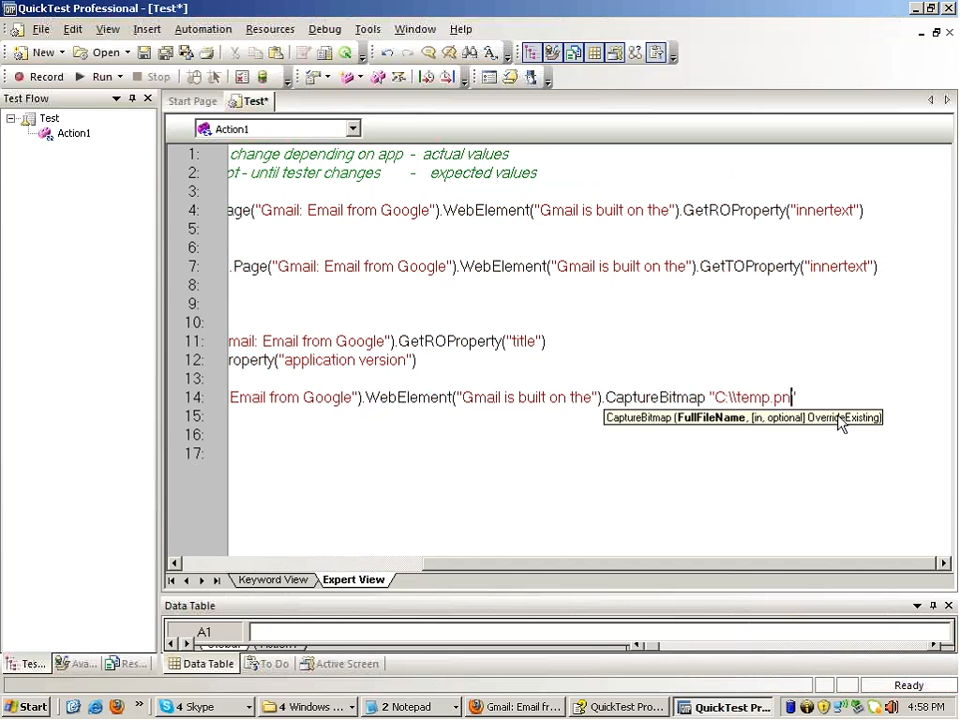 QuickTest Professional - [Test*]
File Edit View Insert Automation Resources Debug Tools Window Help
New Open
Record Run Stop
Test Flow
Start Page Test*
Test
Action1
Action1
1: change depending on app - actual values
2: pt - until tester changes - expected values
3:
4: age("Gmail: Email from Google").WebElement("Gmail is built on the").GetROProperty("innertext")
5:
6:
7: .Page("Gmail: Email from Google").WebElement("Gmail is built on the").GetTOProperty("innertext")
8:
9:
10:
11: mail: Email from Google").GetROProperty("title")
12: roperty("application version")
13:
14: Email from Google").WebElement("Gmail is built on the").CaptureBitmap "C:\\temp.pn"
15:
CaptureBitmap (FullFileName, [in, optional] OverrideExisting)
16:
17:
Keyword View Expert View
Data Table
A1
Global Action1
Tes... Ava... Res... Data Table To Do Active Screen
Ready
Start » 4 Skype 4 Windows ... 2 Notepad Gmail: Email fr... QuickTest Pro... QuickTest Pr... 4:58 PM